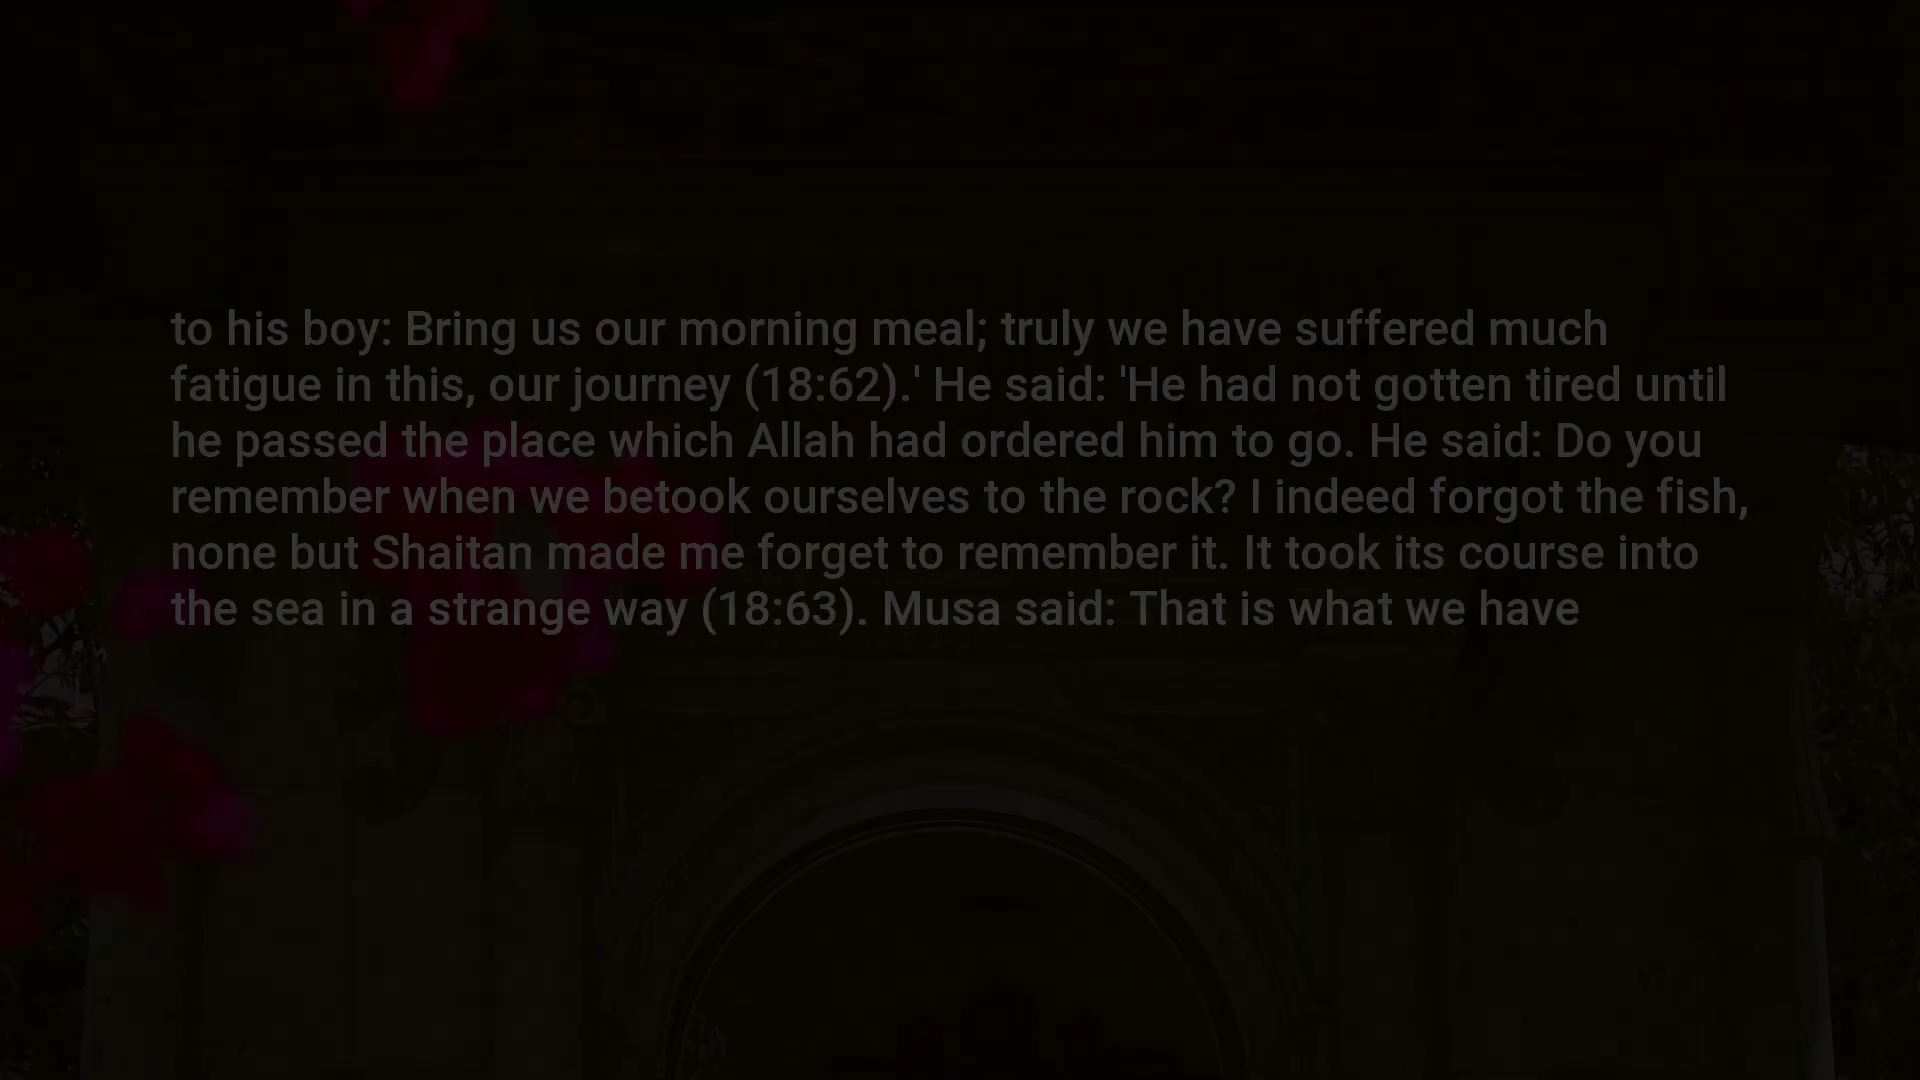 to his boy: Bring us our morning meal; truly we have suffered much
fatigue in this, our journey (18:62).' He said: 'He had not gotten tired until
he passed the place which Allah had ordered him to go. He said: Do you
remember when we betook ourselves to the rock? I indeed forgot the fish,
none but Shaitan made me forget to remember it. It took its course into
the sea in a strange way (18:63). Musa said: That is what we have